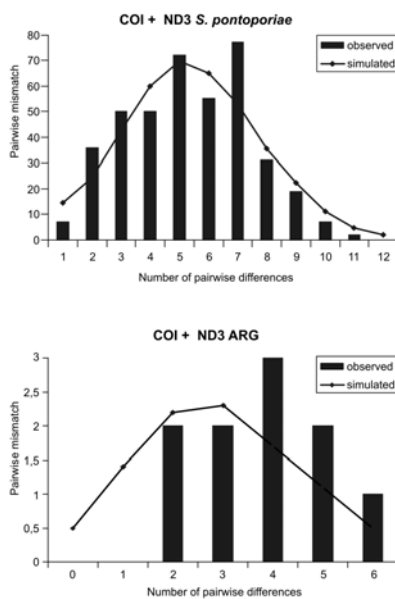 COI + ND3 S. pontoporiae
observed
simulated
Pairwise mismatch
80
70
60
50
40
30
20
10
0
1 2 3 4 5 6 7 8 9 10 11 12
Number of pairwise differences
COI + ND3 ARG
observed
simulated
Pairwise mismatch
3
2,5
2
1,5
1
0,5
0
0 1 2 3 4 5 6
Number of pairwise differences